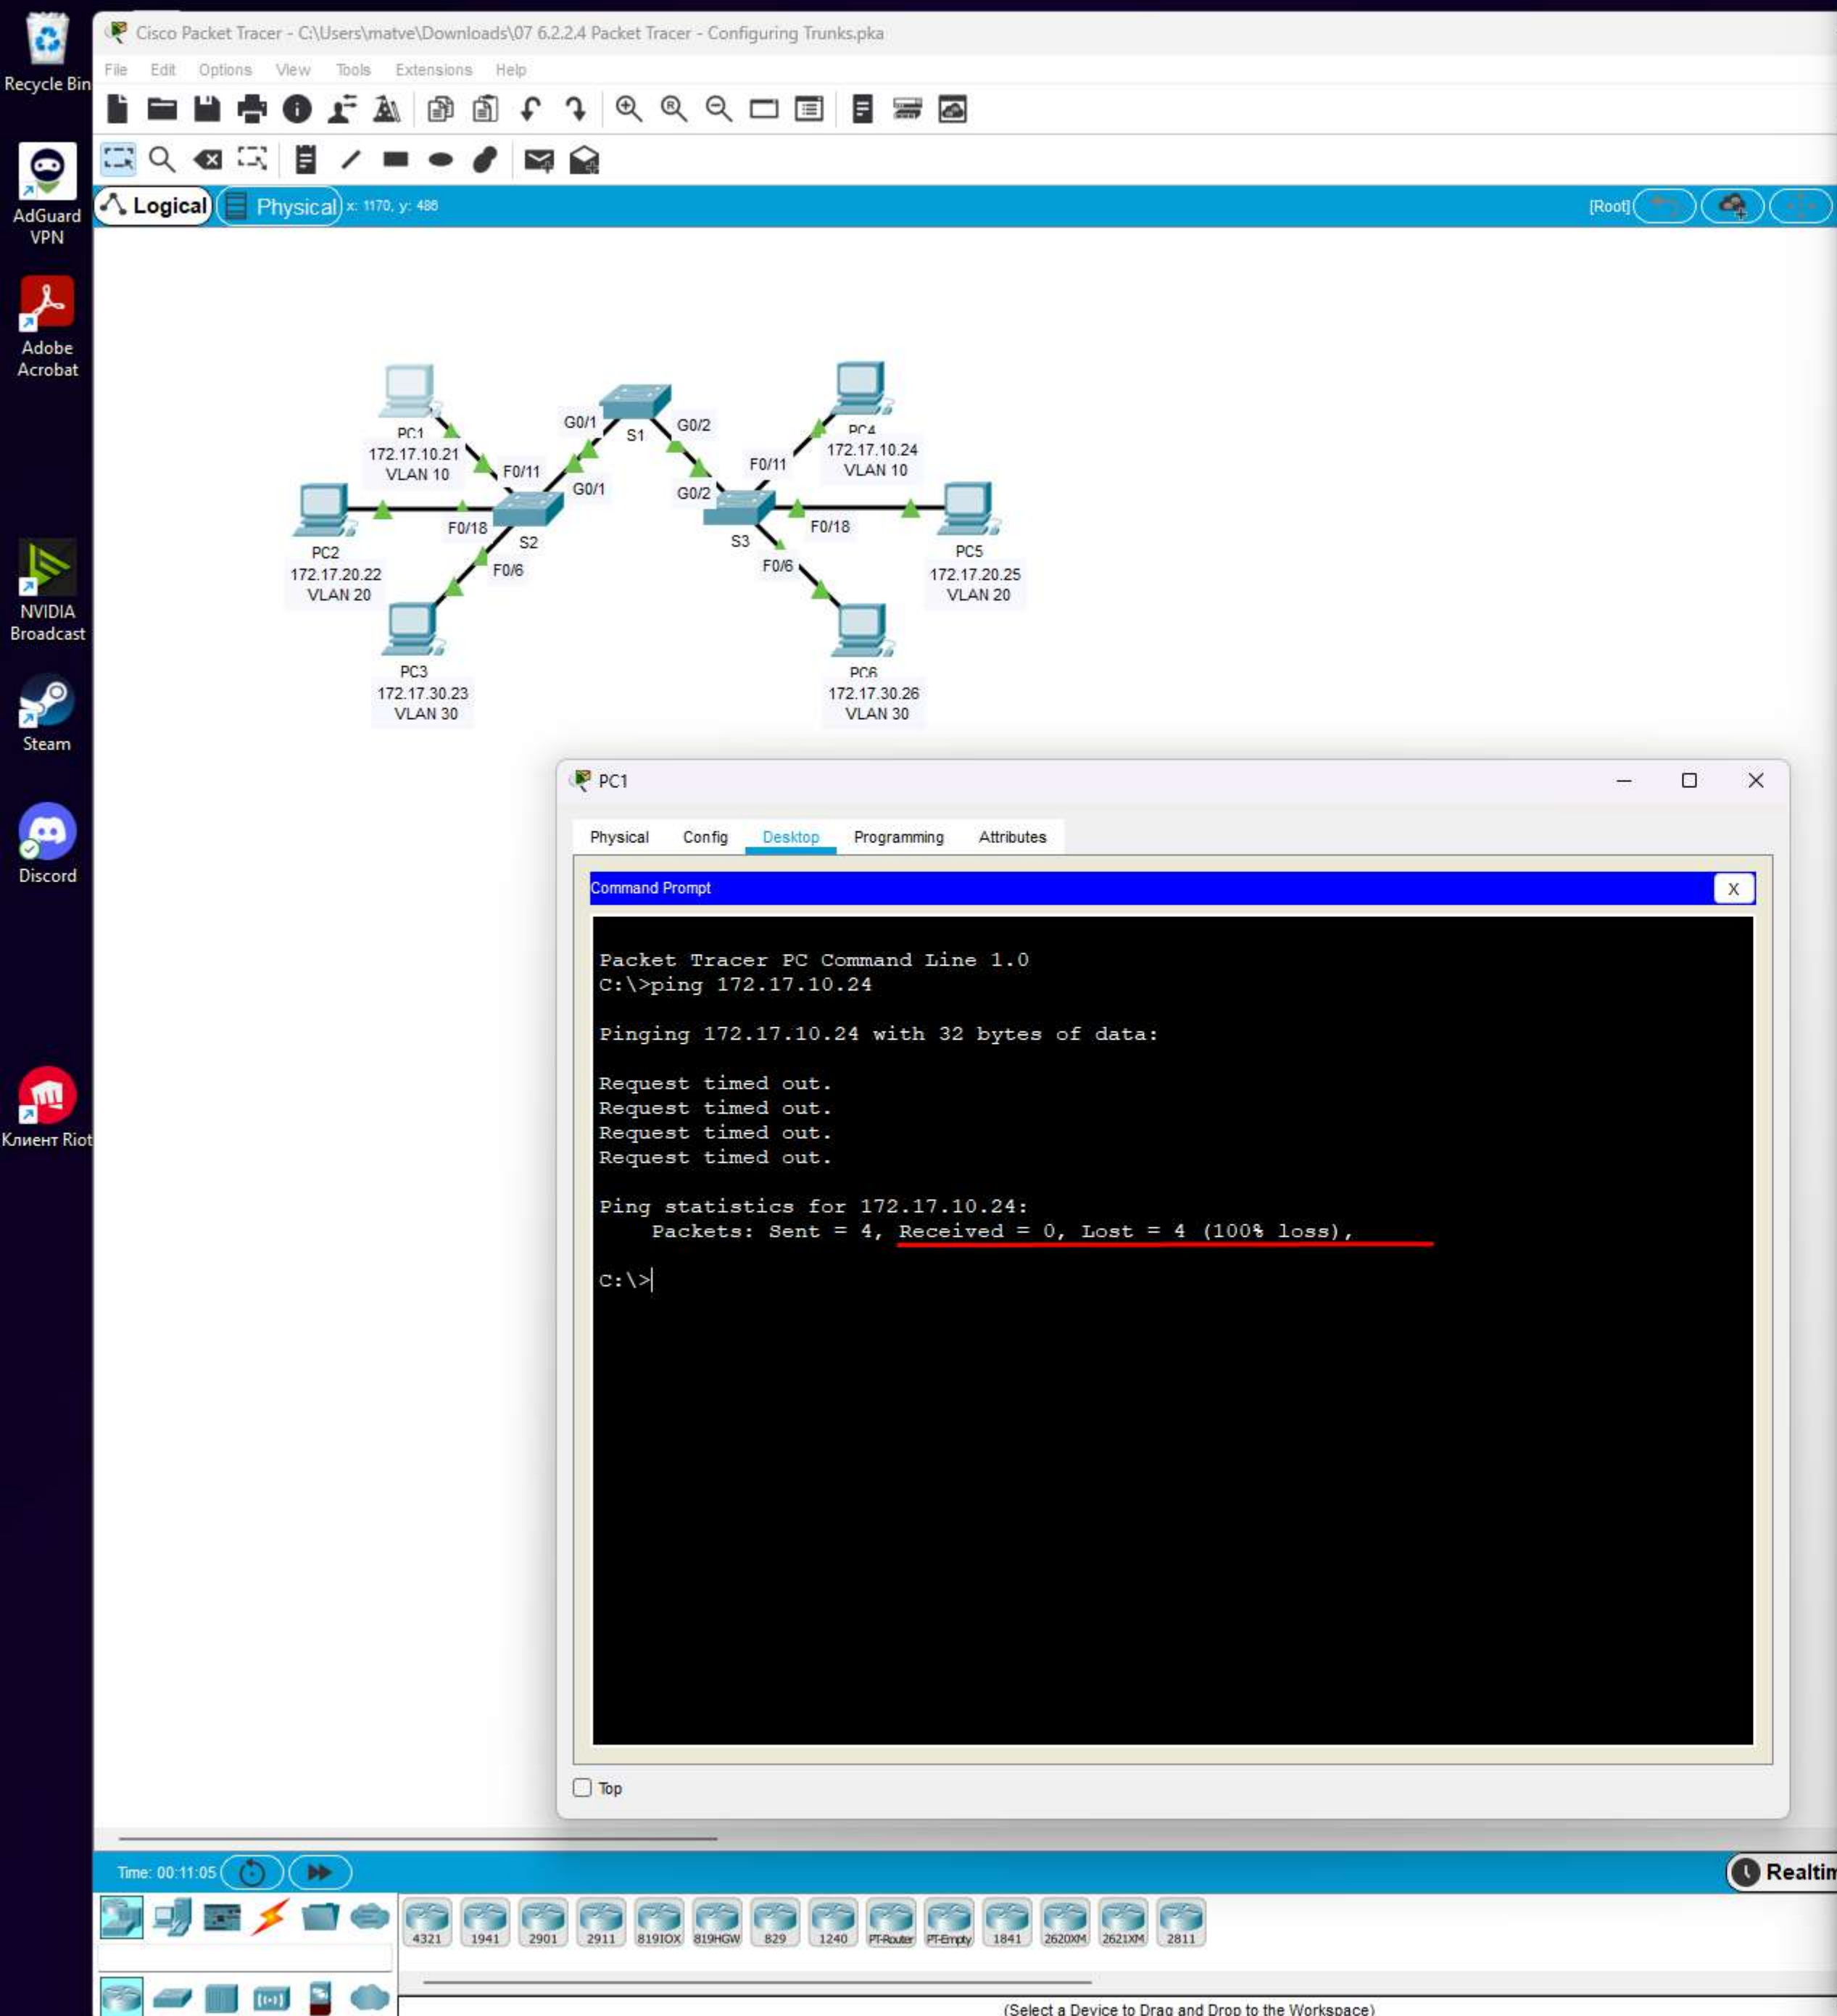 Recycle Bin
AdGuard
VPN
Adobe
Acrobat
NVIDIA
Broadcast
Steam
Discord
Клиент Riot
Cisco Packet Tracer - C:\Users\matve\Downloads\07 6.2.2.4 Packet Tracer - Configuring Trunks.pka
File Edit Options View Tools Extensions Help
Logical Physical x: 1170, y: 486 [Root]
PC1
172.17.10.21
VLAN 10
PC2
172.17.20.22
VLAN 20
PC3
172.17.30.23
VLAN 30
F0/11
F0/18
F0/6
S2
G0/1
G0/1
S1
G0/2
G0/2
S3
F0/11
F0/18
F0/6
PC4
172.17.10.24
VLAN 10
PC5
172.17.20.25
VLAN 20
PC6
172.17.30.26
VLAN 30
PC1
Physical Config Desktop Programming Attributes
Command Prompt X
Packet Tracer PC Command Line 1.0
C:\>ping 172.17.10.24
Pinging 172.17.10.24 with 32 bytes of data:
Request timed out.
Request timed out.
Request timed out.
Request timed out.
Ping statistics for 172.17.10.24:
Packets: Sent = 4, Received = 0, Lost = 4 (100% loss),
C:\>
Top
Time: 00:11:05
Realtim
4321 1941 2901 2911 819IOX 819HGW 829 1240 PT-Router PT-Empty 1841 2620XM 2621XM 2811
(Select a Device to Drag and Drop to the Workspace)